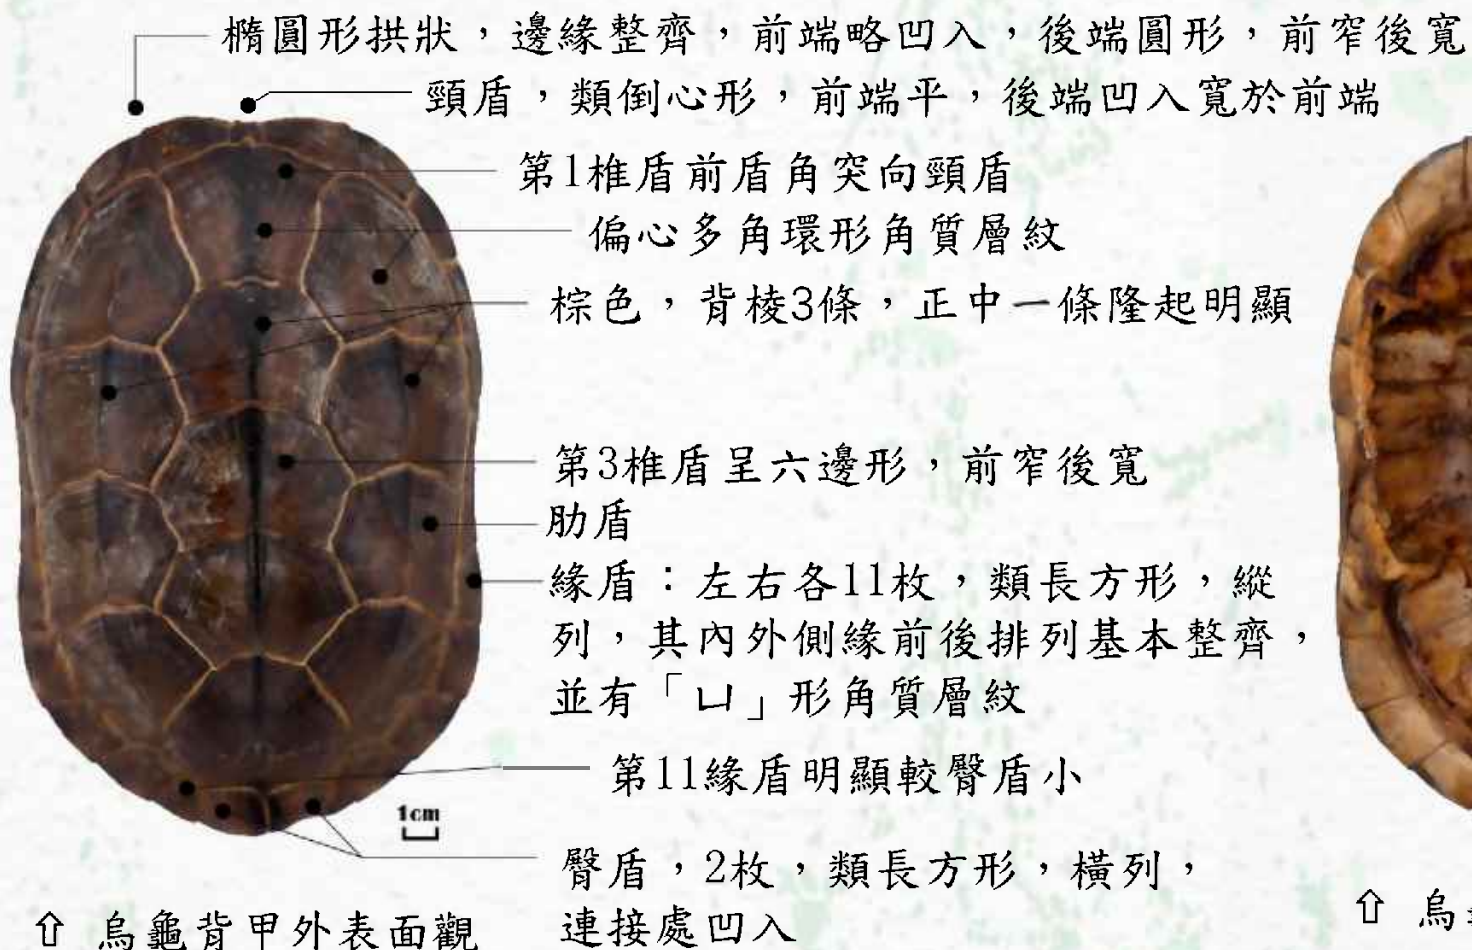 橢圓形拱狀，邊緣整齊，前端略凹入，後端圓形，前窄後寬
頸盾，類倒心形，前端平，後端凹入寬於前端
第1椎盾前盾角突向頸盾
偏心多角環形角質層紋
棕色，背棱3條，正中一條隆起明顯
第3椎盾呈六邊形，前窄後寬
肋盾
緣盾：左右各11枚，類長方形，縱
列，其內外側緣前後排列基本整齊，
並有「凵」形角質層紋
第11緣盾明顯較臀盾小
1cm
臀盾，2枚，類長方形，橫列，
連接處凹入
⇧ 烏龜背甲外表面觀
⇧ 烏